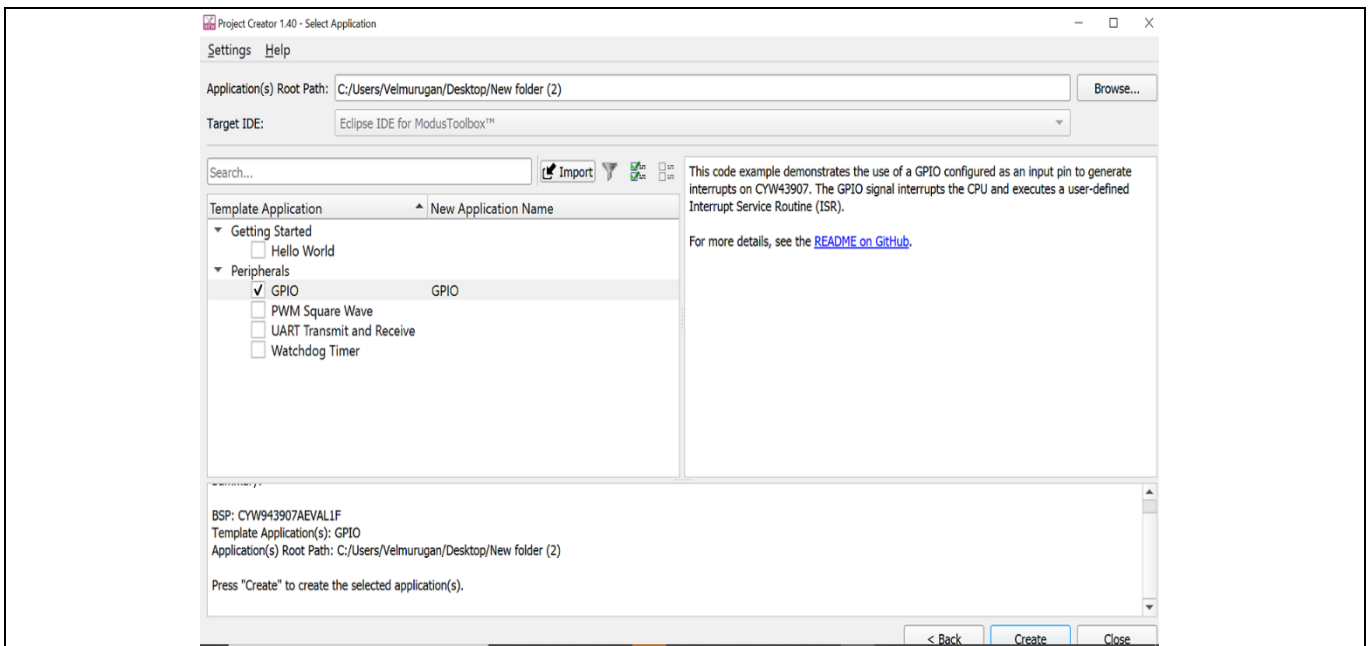 Project Creator 1.40 - Select Application
Settings Help
Application(s) Root Path: C:/Users/Velmurugan/Desktop/New folder (2) Browse...
Target IDE: Eclipse IDE for ModusToolbox™
Search... Import
Template Application New Application Name
Getting Started
Hello World
Peripherals
GPIO GPIO
PWM Square Wave
UART Transmit and Receive
Watchdog Timer
This code example demonstrates the use of a GPIO configured as an input pin to generate
interrupts on CYW43907. The GPIO signal interrupts the CPU and executes a user-defined
Interrupt Service Routine (ISR).
For more details, see the README on GitHub.
Summary:
BSP: CYW943907AEVAL1F
Template Application(s): GPIO
Application(s) Root Path: C:/Users/Velmurugan/Desktop/New folder (2)
Press "Create" to create the selected application(s).
< Back Create Close